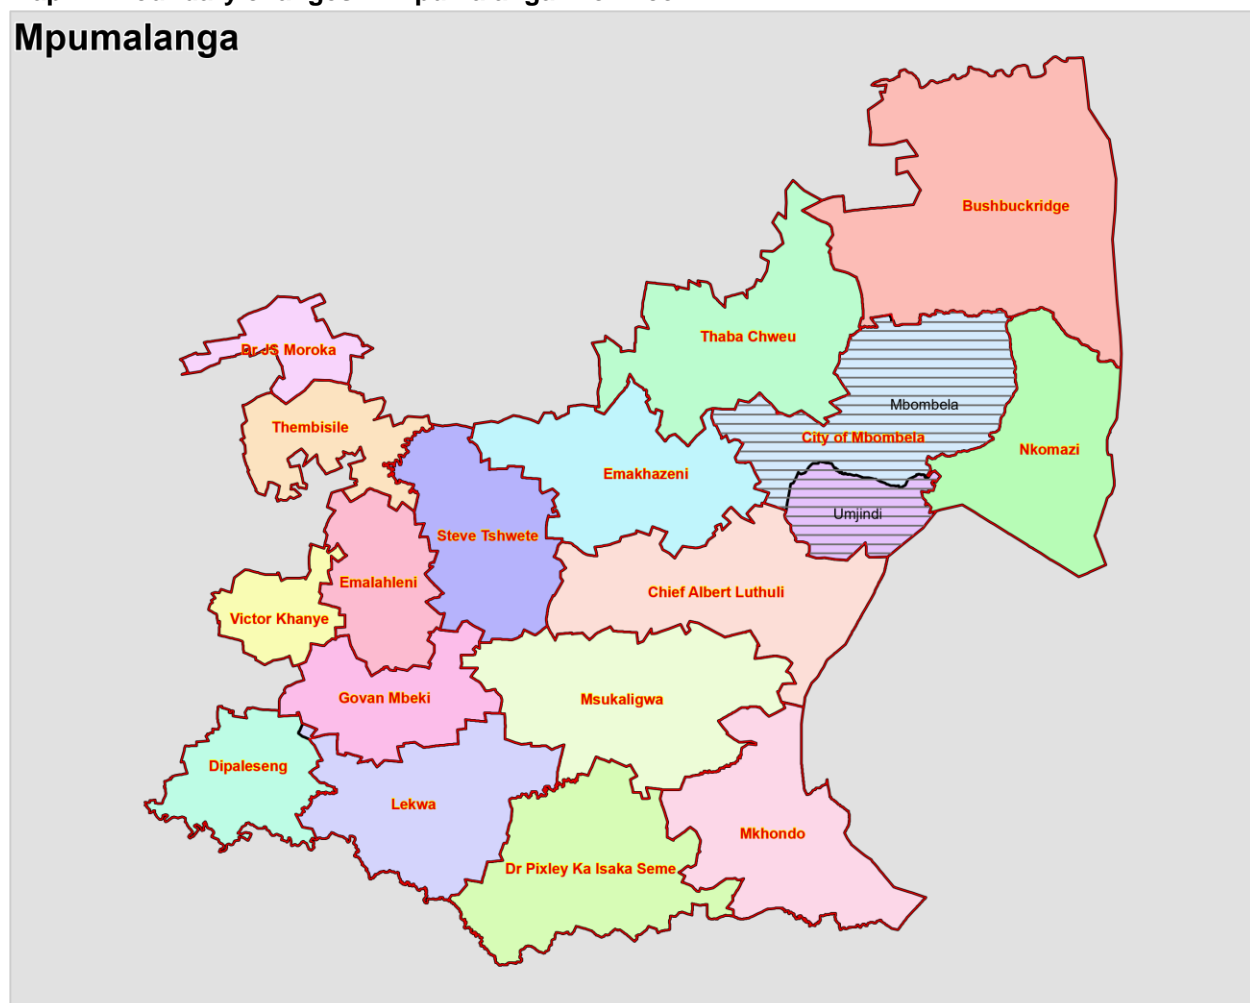 Mpumalanga
Bushbuckridge
Thaba Chweu
Dr JS Moroka
Mbombela
Thembisile
City of Mbombela
Nkomazi
Emakhazeni
Umjindi
Steve Tshwete
Emalahleni
Chief Albert Luthuli
Victor Khanye
Govan Mbeki
Msukaligwa
Dipaleseng
Lekwa
Mkhondo
Dr Pixley Ka Isaka Seme